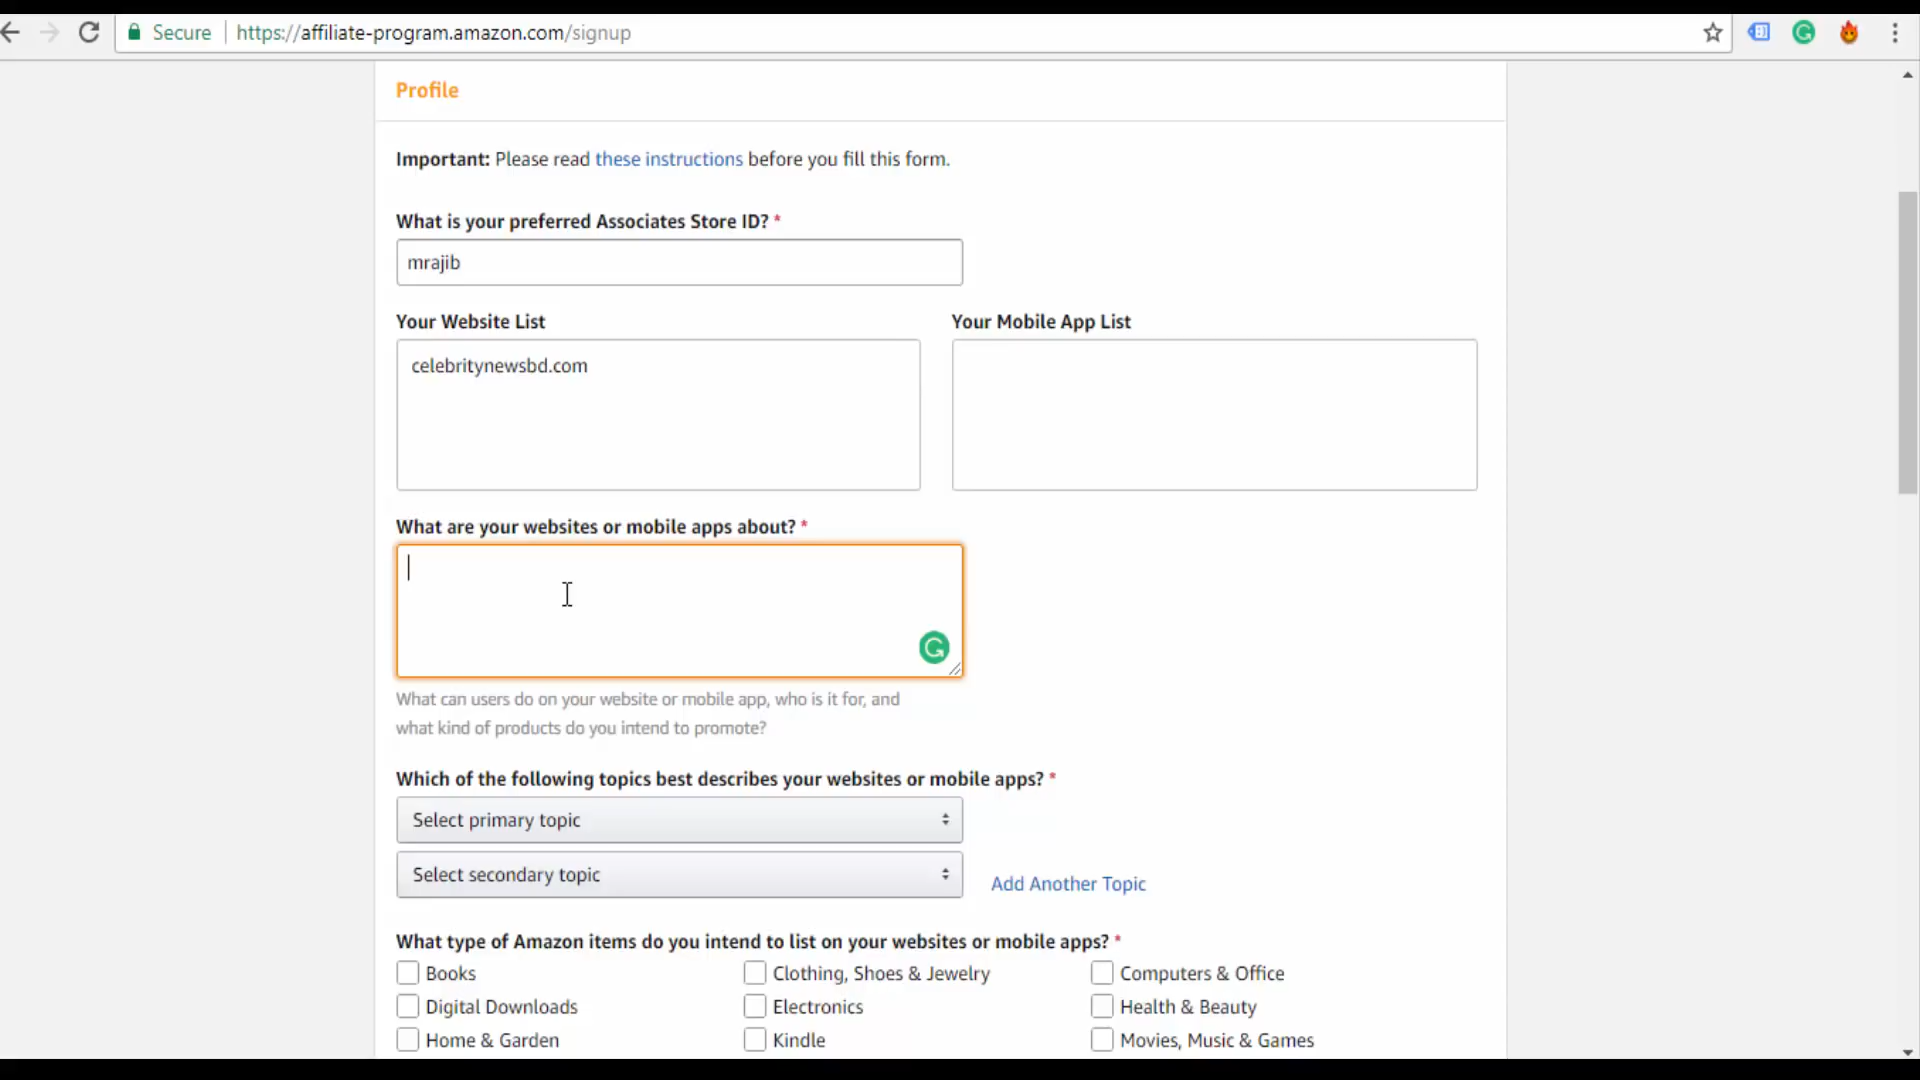 Secure
https://affiliate-program.amazon.com/signup
Profile
Important: Please read these instructions before you fill this form.
What is your preferred Associates Store ID? *
mrajib
Your Website List
Your Mobile App List
celebritynewsbd.com
What are your websites or mobile apps about? *
What can users do on your website or mobile app, who is it for, and
what kind of products do you intend to promote?
Which of the following topics best describes your websites or mobile apps? *
Select primary topic
Select secondary topic
Add Another Topic
What type of Amazon items do you intend to list on your websites or mobile apps? *
Books
Clothing, Shoes & Jewelry
Computers & Office
Digital Downloads
Electronics
Health & Beauty
Home & Garden
Kindle
Movies, Music & Games